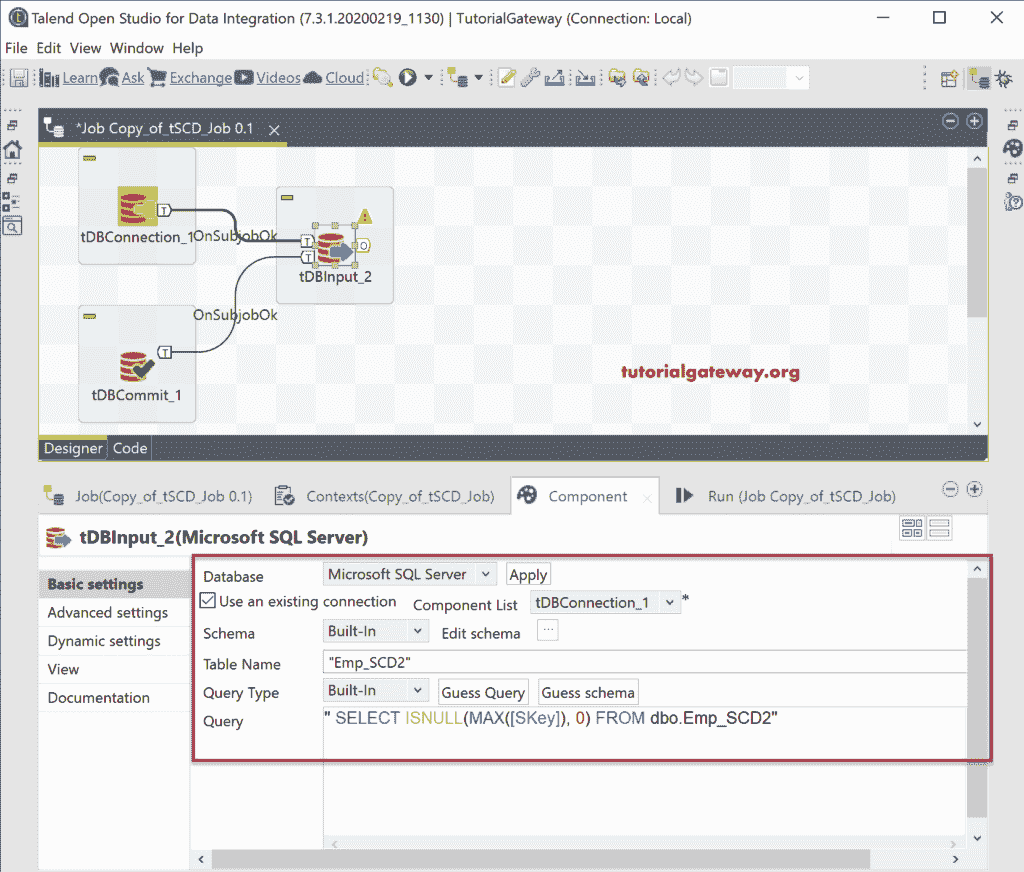 Talend Open Studio for Data Integration (7.3.1.20200219_1130) | TutorialGateway (Connection: Local)
File Edit View Window Help
Learn Ask Exchange Videos Cloud
*Job Copy_of_tSCD_Job 0.1
T
tDBConnection_1
OnSubjobOk
T
O
T
tDBInput_2
OnSubjobOk
T
tDBCommit_1
tutorialgateway.org
Designer Code
Job(Copy_of_tSCD_Job 0.1) Contexts(Copy_of_tSCD_Job) Component Run (Job Copy_of_tSCD_Job)
tDBInput_2(Microsoft SQL Server)
Basic settings
Advanced settings
Dynamic settings
View
Documentation
Database Microsoft SQL Server Apply
Use an existing connection Component List tDBConnection_1 *
Schema Built-In Edit schema ...
Table Name "Emp_SCD2"
Query Type Built-In Guess Query Guess schema
Query " SELECT ISNULL(MAX([SKey]), 0) FROM dbo.Emp_SCD2"